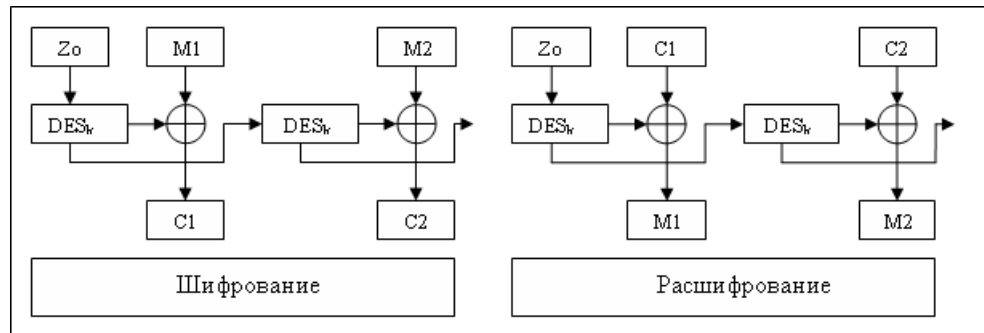 Zo M1 M2 Zo C1 C2
DESk DESk DESk DESk
C1 C2 M1 M2
Шифрование Расшифрование